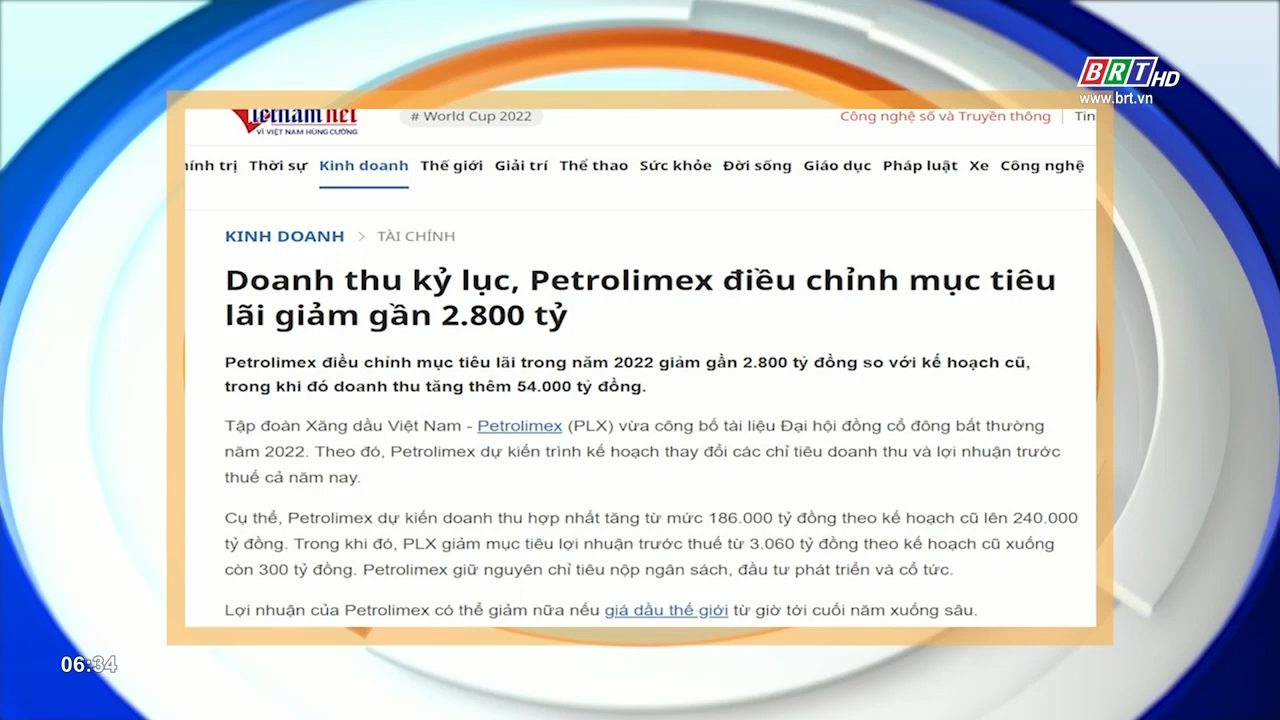 BRT HD
www.brt.vn
Vietnamnet
VÌ VIỆT NAM HÙNG CƯỜNG
# World Cup 2022
Công nghệ số và Truyền thông | Tin
hính trị Thời sự Kinh doanh Thế giới Giải trí Thể thao Sức khỏe Đời sống Giáo dục Pháp luật Xe Công nghệ
KINH DOANH > TÀI CHÍNH
Doanh thu kỷ lục, Petrolimex điều chỉnh mục tiêu
lãi giảm gần 2.800 tỷ
Petrolimex điều chỉnh mục tiêu lãi trong năm 2022 giảm gần 2.800 tỷ đồng so với kế hoạch cũ,
trong khi đó doanh thu tăng thêm 54.000 tỷ đồng.
Tập đoàn Xăng dầu Việt Nam - Petrolimex (PLX) vừa công bố tài liệu Đại hội đồng cổ đông bất thường
năm 2022. Theo đó, Petrolimex dự kiến trình kế hoạch thay đổi các chỉ tiêu doanh thu và lợi nhuận trước
thuế cả năm nay.
Cụ thể, Petrolimex dự kiến doanh thu hợp nhất tăng từ mức 186.000 tỷ đồng theo kế hoạch cũ lên 240.000
tỷ đồng. Trong khi đó, PLX giảm mục tiêu lợi nhuận trước thuế từ 3.060 tỷ đồng theo kế hoạch cũ xuống
còn 300 tỷ đồng. Petrolimex giữ nguyên chỉ tiêu nộp ngân sách, đầu tư phát triển và cổ tức.
Lợi nhuận của Petrolimex có thể giảm nữa nếu giá dầu thế giới từ giờ tới cuối năm xuống sâu.
06:34